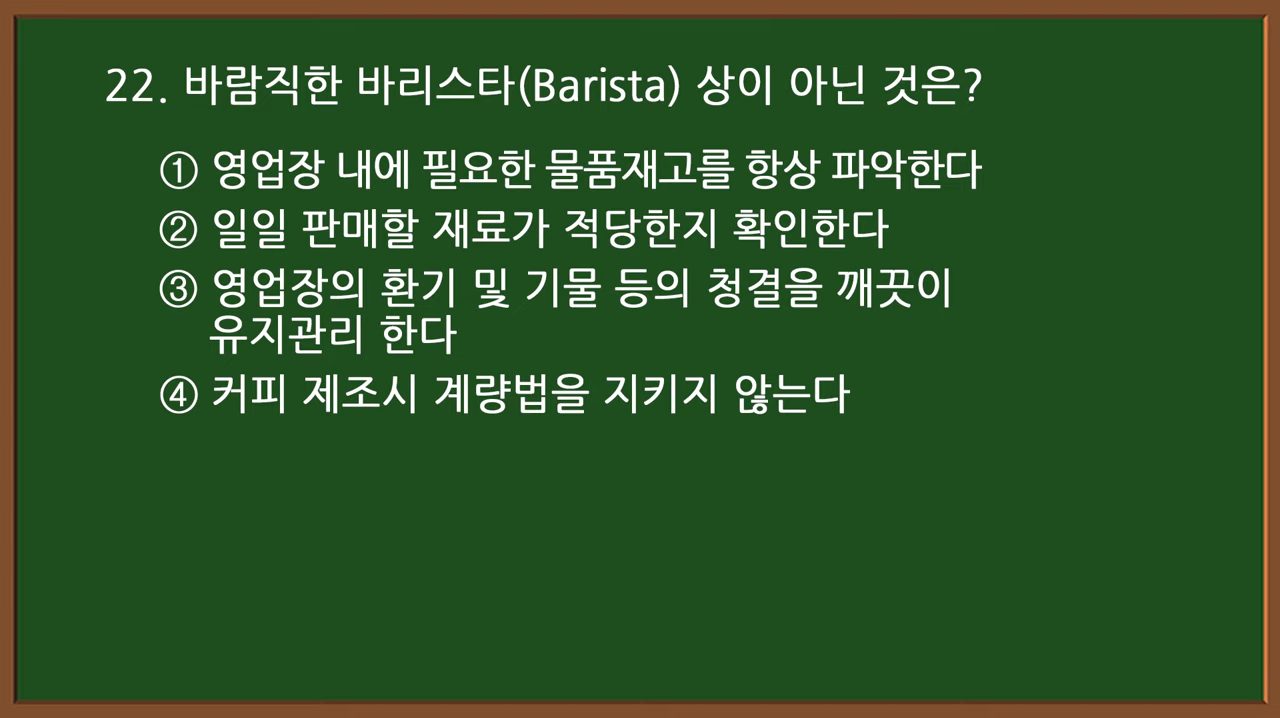 22. 바람직한 바리스타(Barista) 상이 아닌 것은?
① 영업장 내에 필요한 물품재고를 항상 파악한다
② 일일 판매할 재료가 적당한지 확인한다
③ 영업장의 환기 및 기물 등의 청결을 깨끗이
유지관리 한다
④ 커피 제조시 계량법을 지키지 않는다